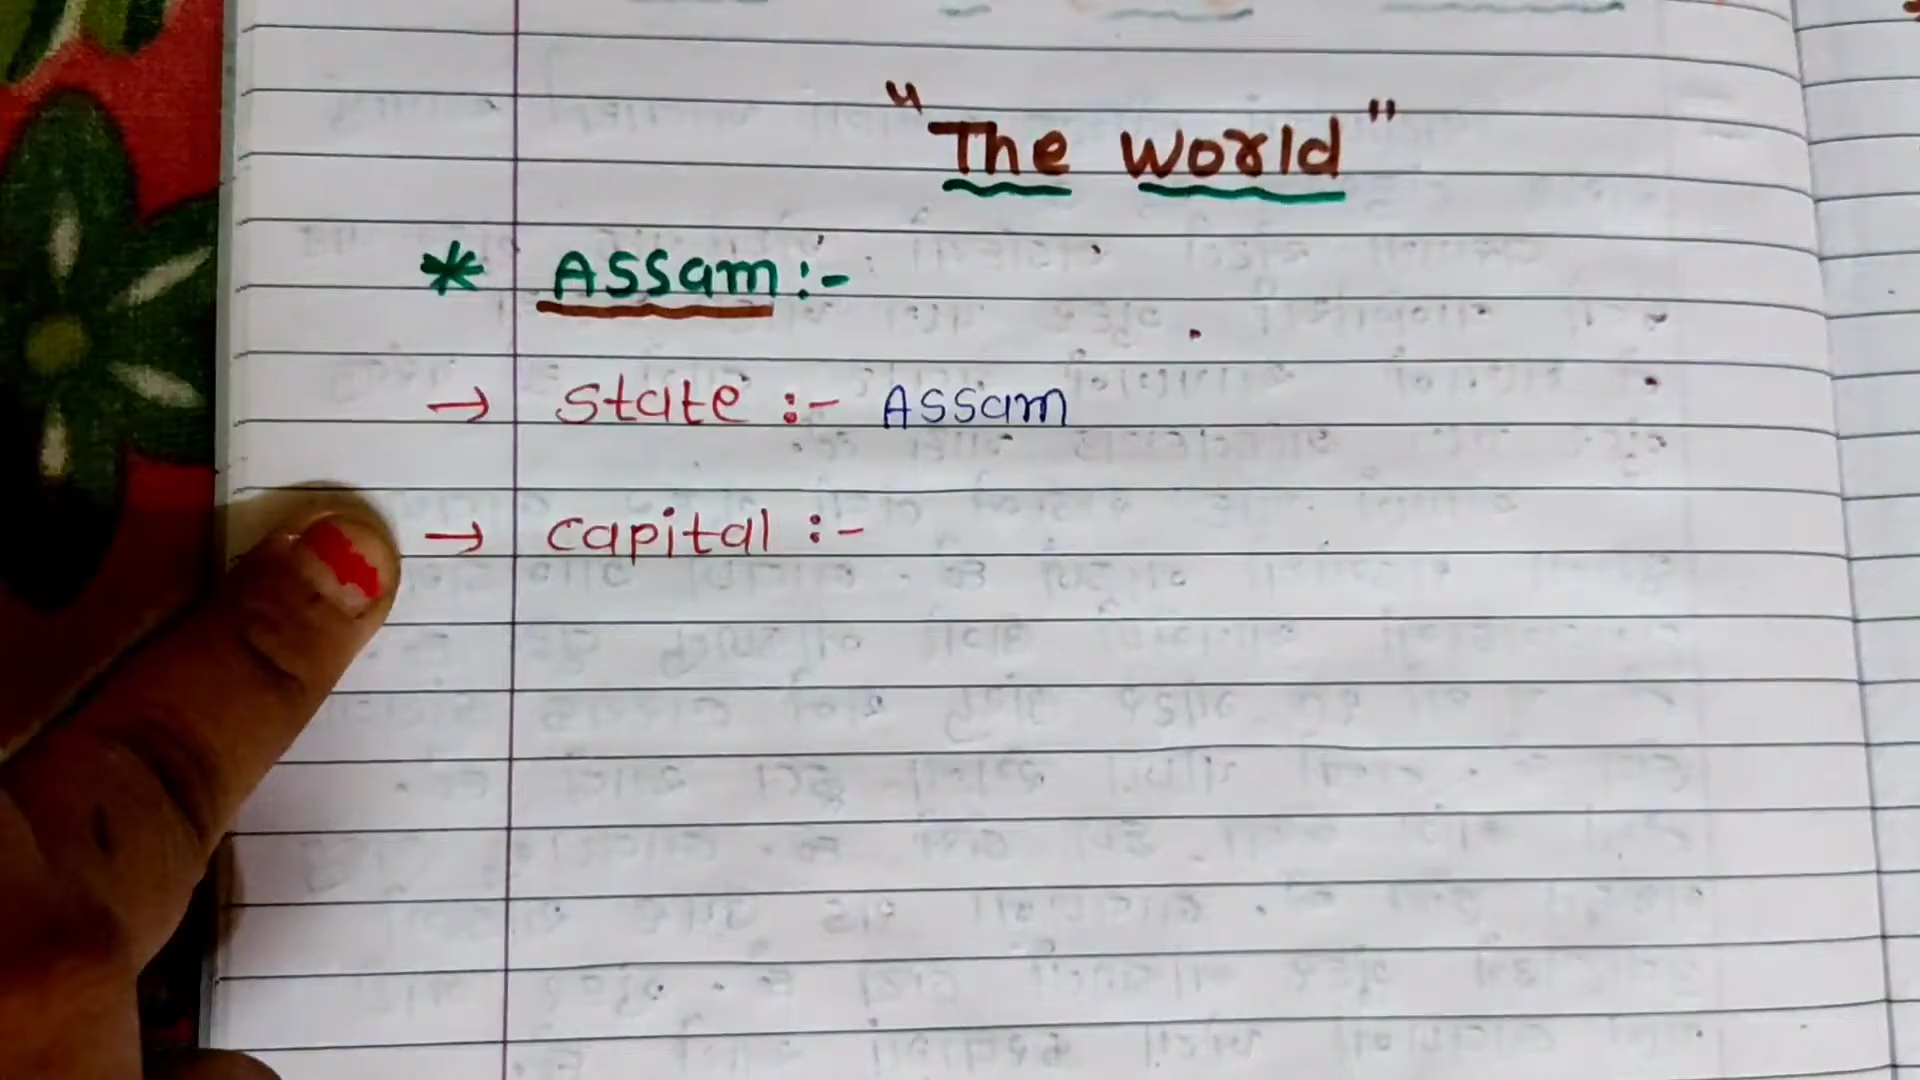 "The world"
* Assam:-
→ state :- Assam
→ capital :-